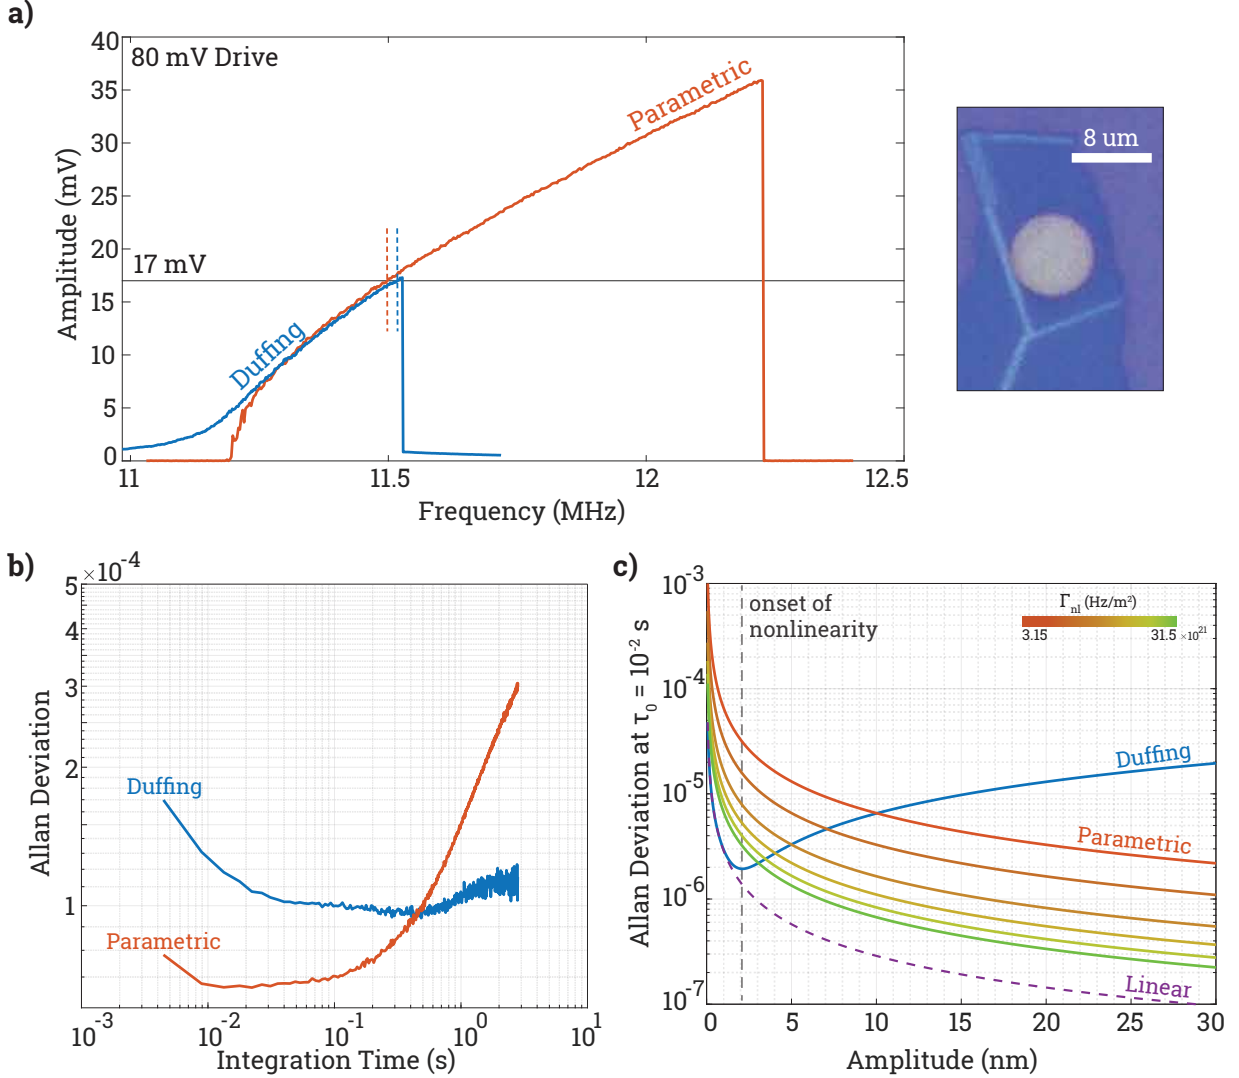 a)
80 mV Drive
40
35
30
25
20
15
10
5
0
Amplitude (mV)
17 mV
Duffing
Parametric
11
11.5
12
12.5
Frequency (MHz)
8 um
b)
×10⁻⁴
5
4
3
2
1
Allan Deviation
Duffing
Parametric
10⁻³
10⁻²
10⁻¹
10⁰
10¹
Integration Time (s)
c)
10⁻³
10⁻⁴
10⁻⁵
10⁻⁶
10⁻⁷
Allan Deviation at τ₀ = 10⁻² s
onset of
nonlinearity
Γₙₗ (Hz/m²)
3.15
31.5 ×10²¹
Duffing
Parametric
Linear
0
5
10
15
20
25
30
Amplitude (nm)